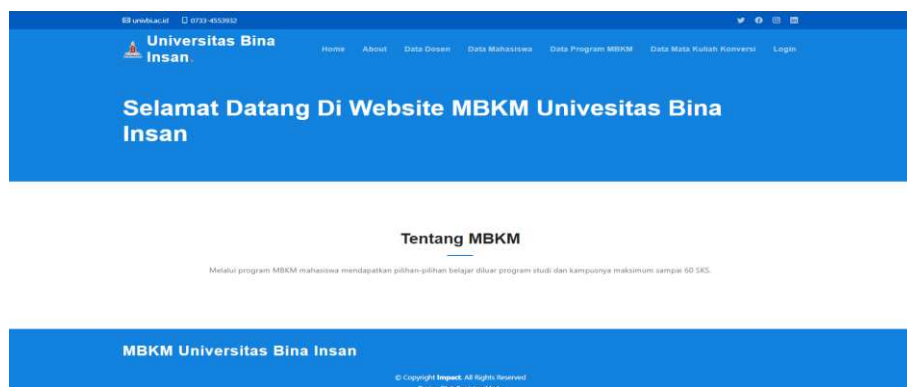 univbi.ac.id 0733-4553932
Universitas Bina
Insan.
Home About Data Dosen Data Mahasiswa Data Program MBKM Data Mata Kuliah Konversi Login
Selamat Datang Di Website MBKM Univesitas Bina
Insan
Tentang MBKM
Melalui program MBKM mahasiswa mendapatkan pilihan-pilihan belajar diluar program studi dan kampusnya maksimum sampai 60 SKS.
MBKM Universitas Bina Insan
© Copyright Impact. All Rights Reserved